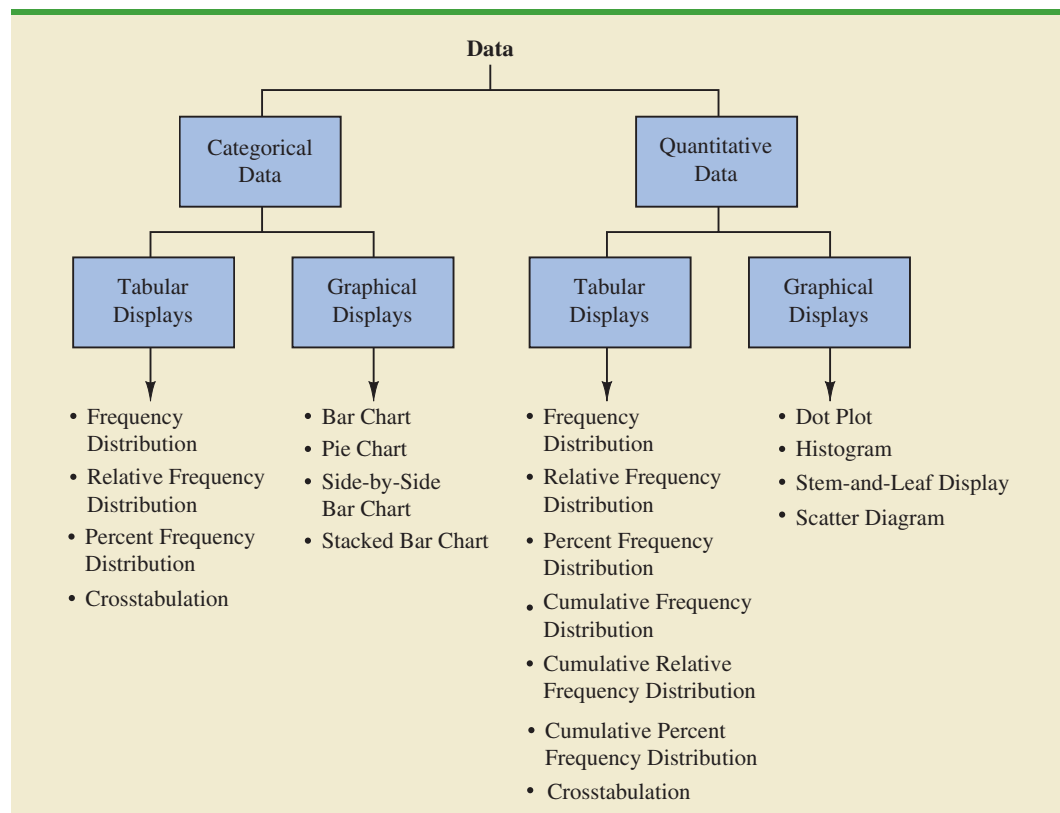 Data
Categorical
Data
Quantitative
Data
Tabular
Displays
Graphical
Displays
Tabular
Displays
Graphical
Displays
• Frequency
Distribution
• Relative Frequency
Distribution
• Percent Frequency
Distribution
• Crosstabulation
• Bar Chart
• Pie Chart
• Side-by-Side
Bar Chart
• Stacked Bar Chart
• Frequency
Distribution
• Relative Frequency
Distribution
• Percent Frequency
Distribution
• Cumulative Frequency
Distribution
• Cumulative Relative
Frequency Distribution
• Cumulative Percent
Frequency Distribution
• Crosstabulation
• Dot Plot
• Histogram
• Stem-and-Leaf Display
• Scatter Diagram